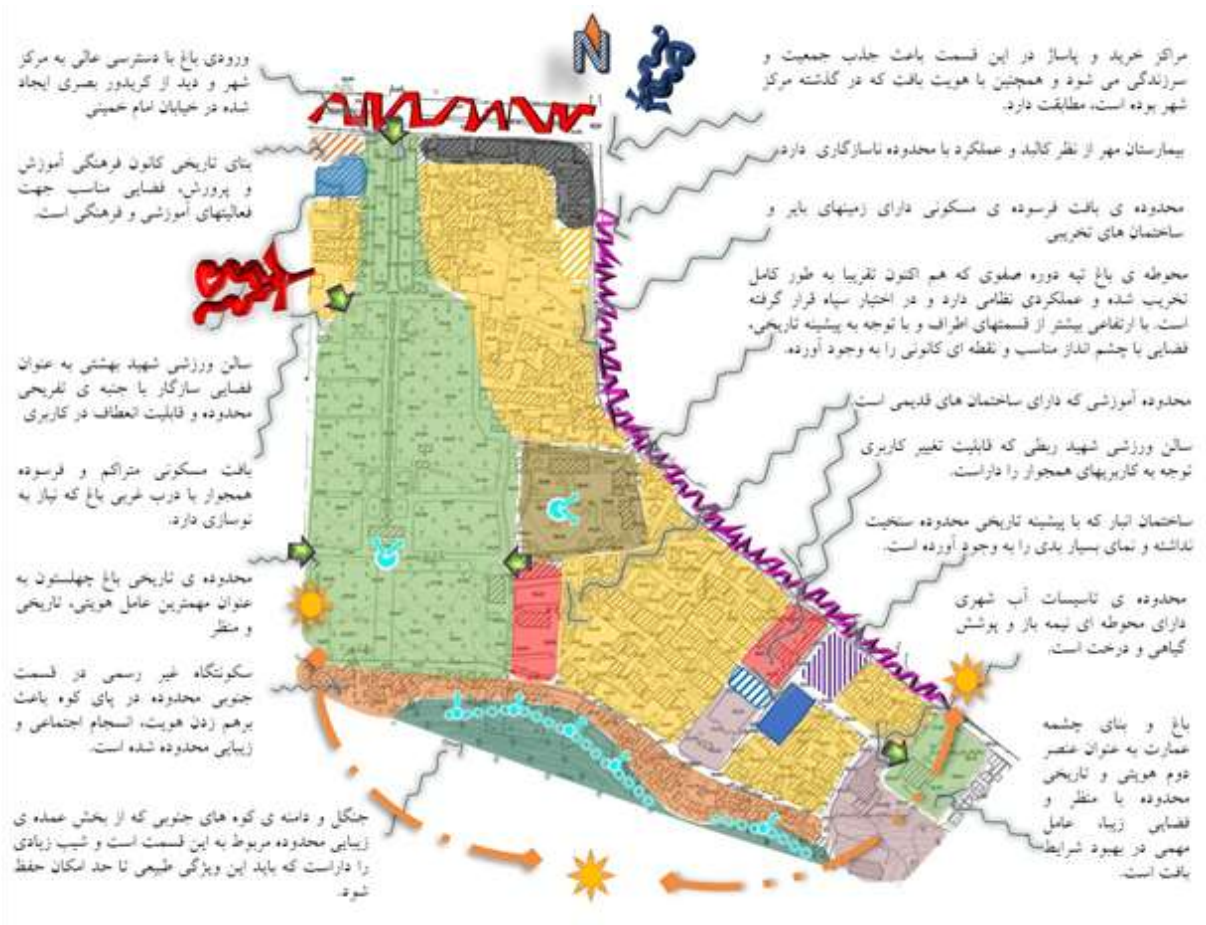 مراکز خرید و پاساژ در این قسمت باعث جذب جمعیت و
سرزندگی می شود و همچنین با هویت بافت که در گذشته مرکز
شهر بوده است، مطابقت دارد.
بیمارستان مهر از نظر کالبد و عملکرد با محدوده ناسازگاری دارد.
محدوده ی بافت فرسوده ی مسکونی دارای زمینهای بایر و
ساختمان های تخریبی
محوطه ی باغ تپه دوره صفوی که هم اکنون تقریبا به طور کامل
تخریب شده و عملکردی نظامی دارد و در اختیار سپاه قرار گرفته
است. با ارتفاعی بیشتر از قسمتهای اطراف و با توجه به پیشینه تاریخی،
فضایی با چشم انداز مناسب و نقطه ای کانونی را به وجود آورده.
محدوده آموزشی که دارای ساختمان های قدیمی است.
سالن ورزشی شهید ربطی که قابلیت تغییر کاربری
توجه به کاربریهای همجوار را داراست.
ساختمان انبار که با پیشینه تاریخی محدوده سنخیت
نداشته و نمای بسیار بدی را به وجود آورده است.
محدوده ی تاسیسات آب شهری
دارای محوطه ای نیمه باز و پوشش
گیاهی و درخت است.
باغ و بنای چشمه
عمارت به عنوان عنصر
دوم هویتی و تاریخی
محدوده با منظر و
فضایی زیبا، عامل
مهمی در بهبود شرایط
بافت است.
ورودی باغ با دسترسی عالی به مرکز
شهر و دید از کریدور بصری ایجاد
شده در خیابان امام خمینی
بنای تاریخی کانون فرهنگی آموزش
و پرورش، فضایی مناسب جهت
فعالیتهای آموزشی و فرهنگی است.
سالن ورزشی شهید بهشتی به عنوان
فضایی سازگار با جنبه ی تفریحی
محدوده و قابلیت انعطاف در کاربری
بافت مسکونی متراکم و فرسوده
همجوار با درب غربی باغ که نیاز به
نوسازی دارد.
محدوده ی تاریخی باغ چهلستون به
عنوان مهمترین عامل هویتی، تاریخی
و منظر
سکونتگاه غیر رسمی در قسمت
جنوبی محدوده در پای کوه باعث
برهم زدن هویت، انسجام اجتماعی و
زیبایی محدوده شده است.
جنگل و دامنه ی کوه های جنوبی که از بخش عمده ی
زیبایی محدوده مربوط به این قسمت است و شیب زیادی
را داراست که باید این ویژگی طبیعی تا حد امکان حفظ
شود.
N